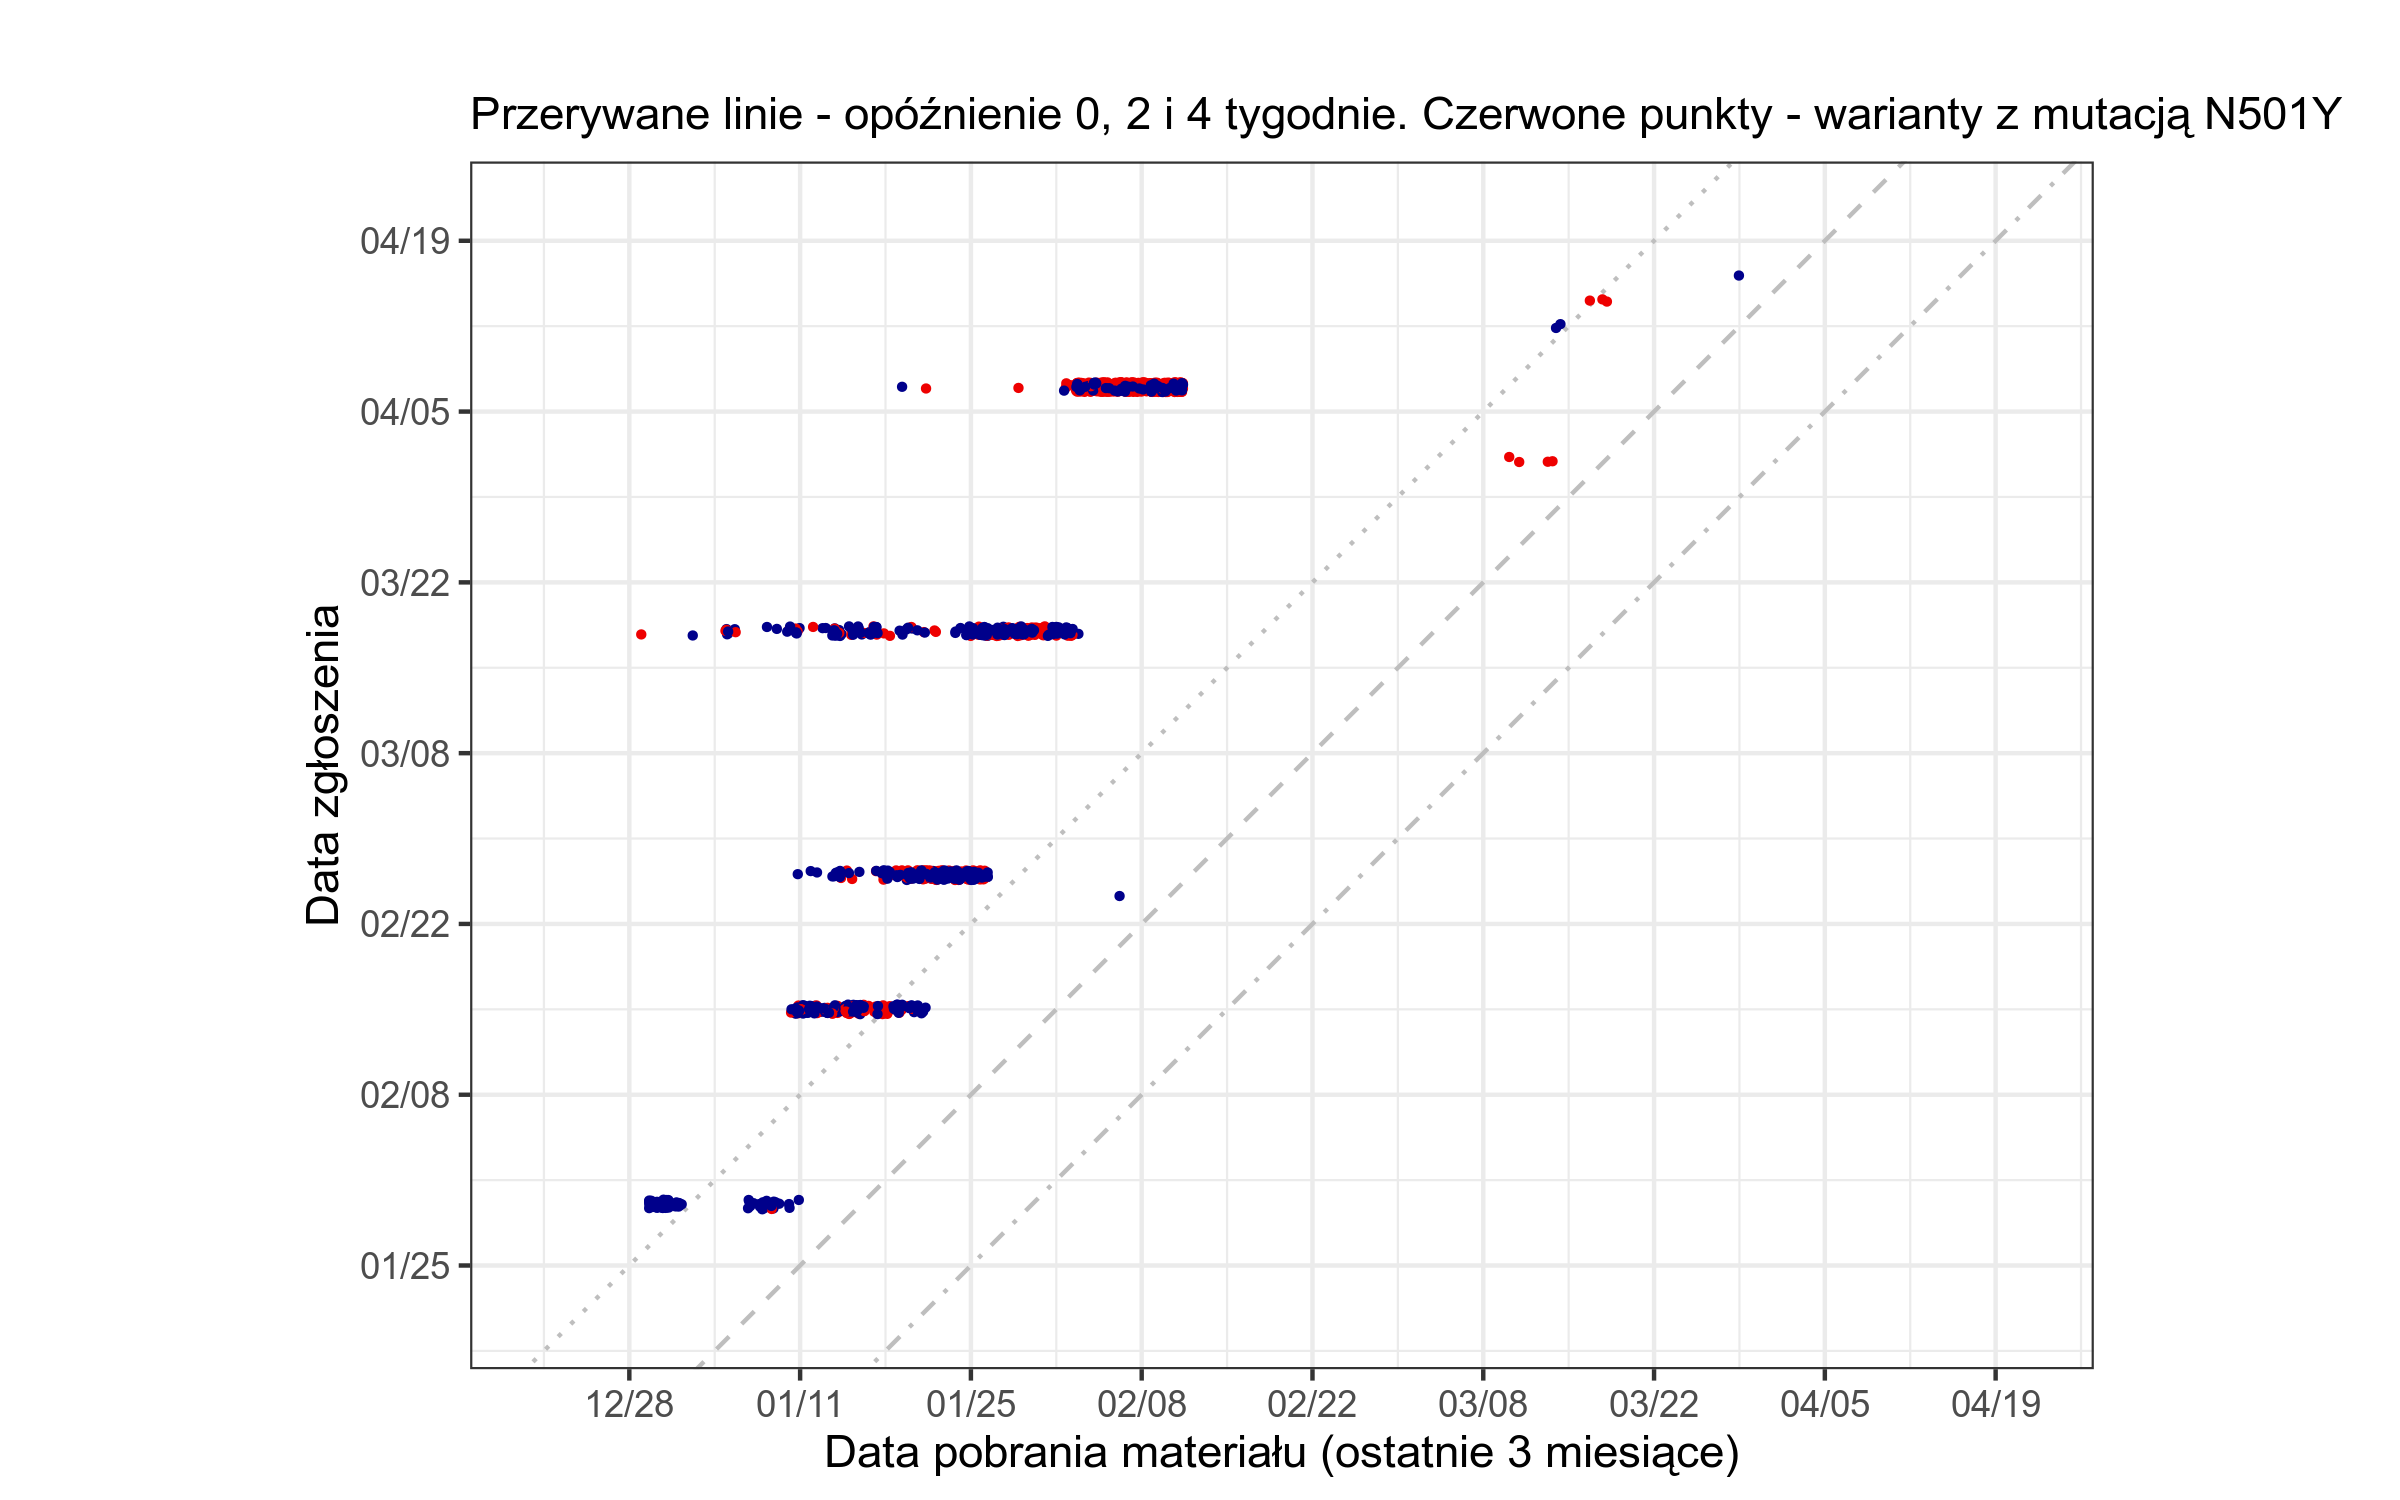 Przerywane linie - opóźnienie 0, 2 i 4 tygodnie. Czerwone punkty - warianty z mutacją N501Y
Data zgłoszenia
04/19
04/05
03/22
03/08
02/22
02/08
01/25
12/28 01/11 01/25 02/08 02/22 03/08 03/22 04/05 04/19
Data pobrania materiału (ostatnie 3 miesiące)